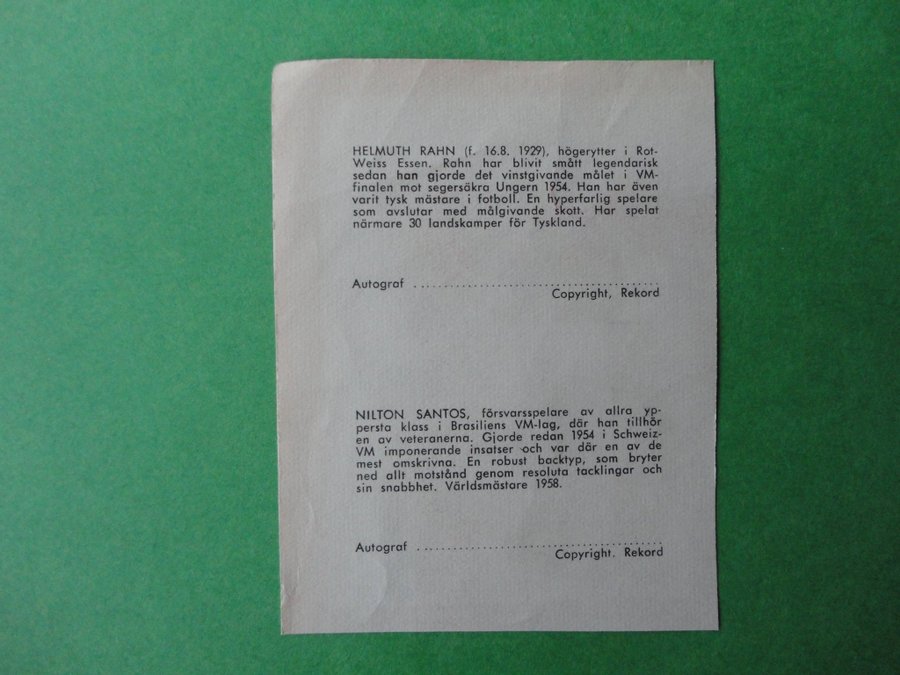 HELMUTH RAHN (f. 16.8. 1929), högerytter i Rot-
Weiss Essen. Rahn har blivit smått legendarisk
sedan han gjorde det vinstgivande målet i VM-
finalen mot segersäkra Ungern 1954. Han har även
varit tysk mästare i fotboll. En hyperfarlig spelare
som avslutar med målgivande skott. Har spelat
närmare 30 landskamper för Tyskland.
Autograf ........................................
Copyright, Rekord
NILTON SANTOS, försvarsspelare av allra yp-
persta klass i Brasiliens VM-lag, där han tillhör
en av veteranerna. Gjorde redan 1954 i Schweiz-
VM imponerande insatser och var där en av de
mest omskrivna. En robust backtyp, som bryter
ned allt motstånd genom resoluta tacklingar och
sin snabbhet. Världsmästare 1958.
Autograf ........................................
Copyright. Rekord